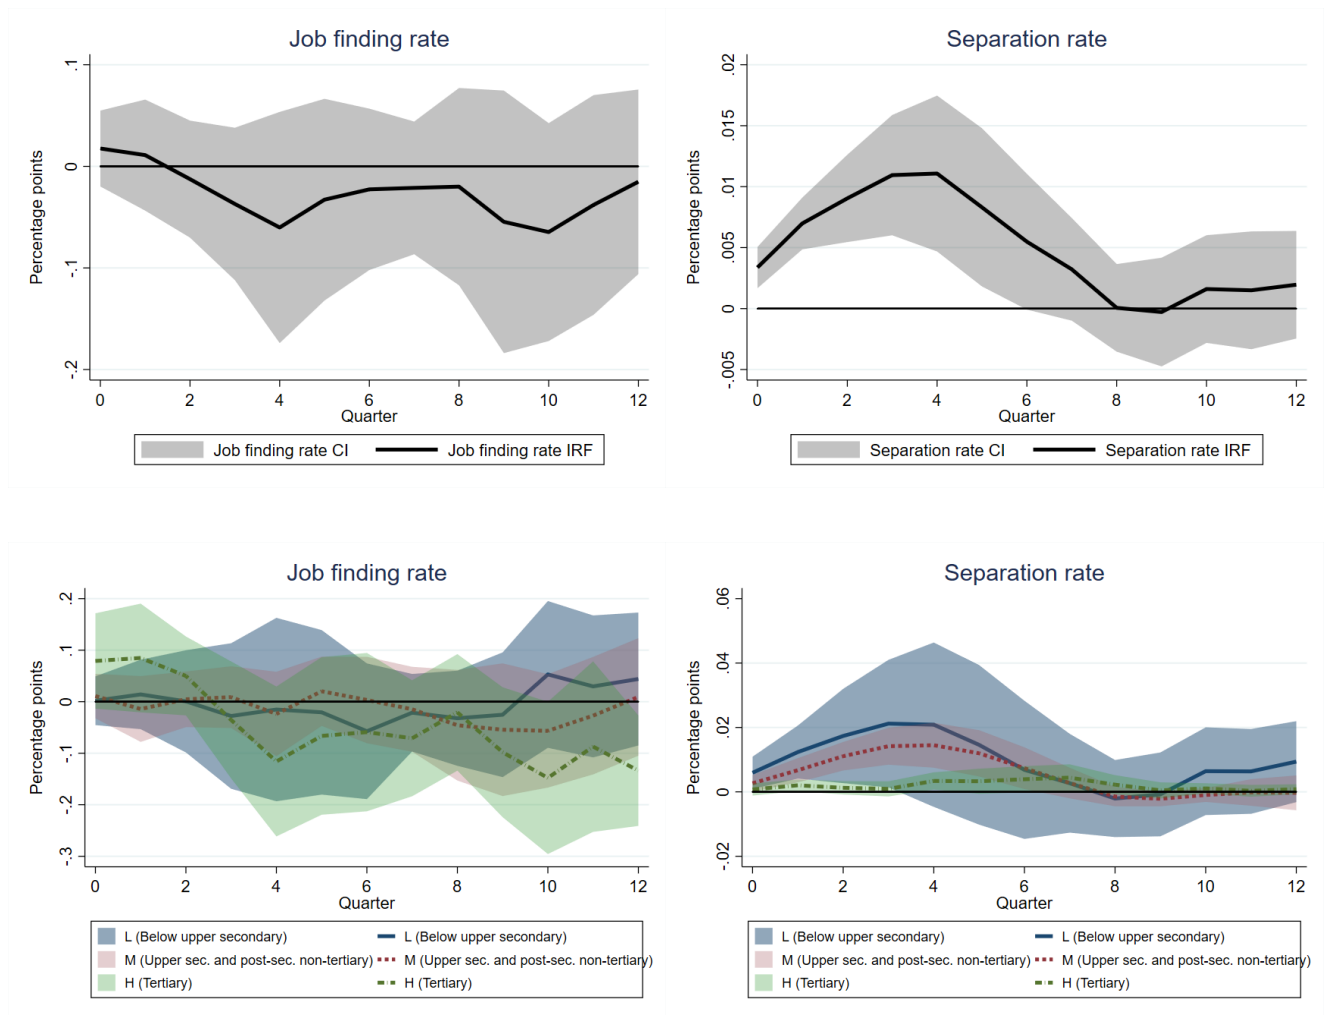 Job finding rate
Percentage points
.1
0
-.1
-.2
0 2 4 6 8 10 12
Quarter
Job finding rate CI Job finding rate IRF
Separation rate
Percentage points
.02
.015
.01
.005
0
-.005
0 2 4 6 8 10 12
Quarter
Separation rate CI Separation rate IRF
Job finding rate
Percentage points
.2
.1
0
-.1
-.2
-.3
0 2 4 6 8 10 12
Quarter
L (Below upper secondary) L (Below upper secondary)
M (Upper sec. and post-sec. non-tertiary) M (Upper sec. and post-sec. non-tertiary)
H (Tertiary) H (Tertiary)
Separation rate
Percentage points
.06
.04
.02
0
-.02
0 2 4 6 8 10 12
Quarter
L (Below upper secondary) L (Below upper secondary)
M (Upper sec. and post-sec. non-tertiary) M (Upper sec. and post-sec. non-tertiary)
H (Tertiary) H (Tertiary)